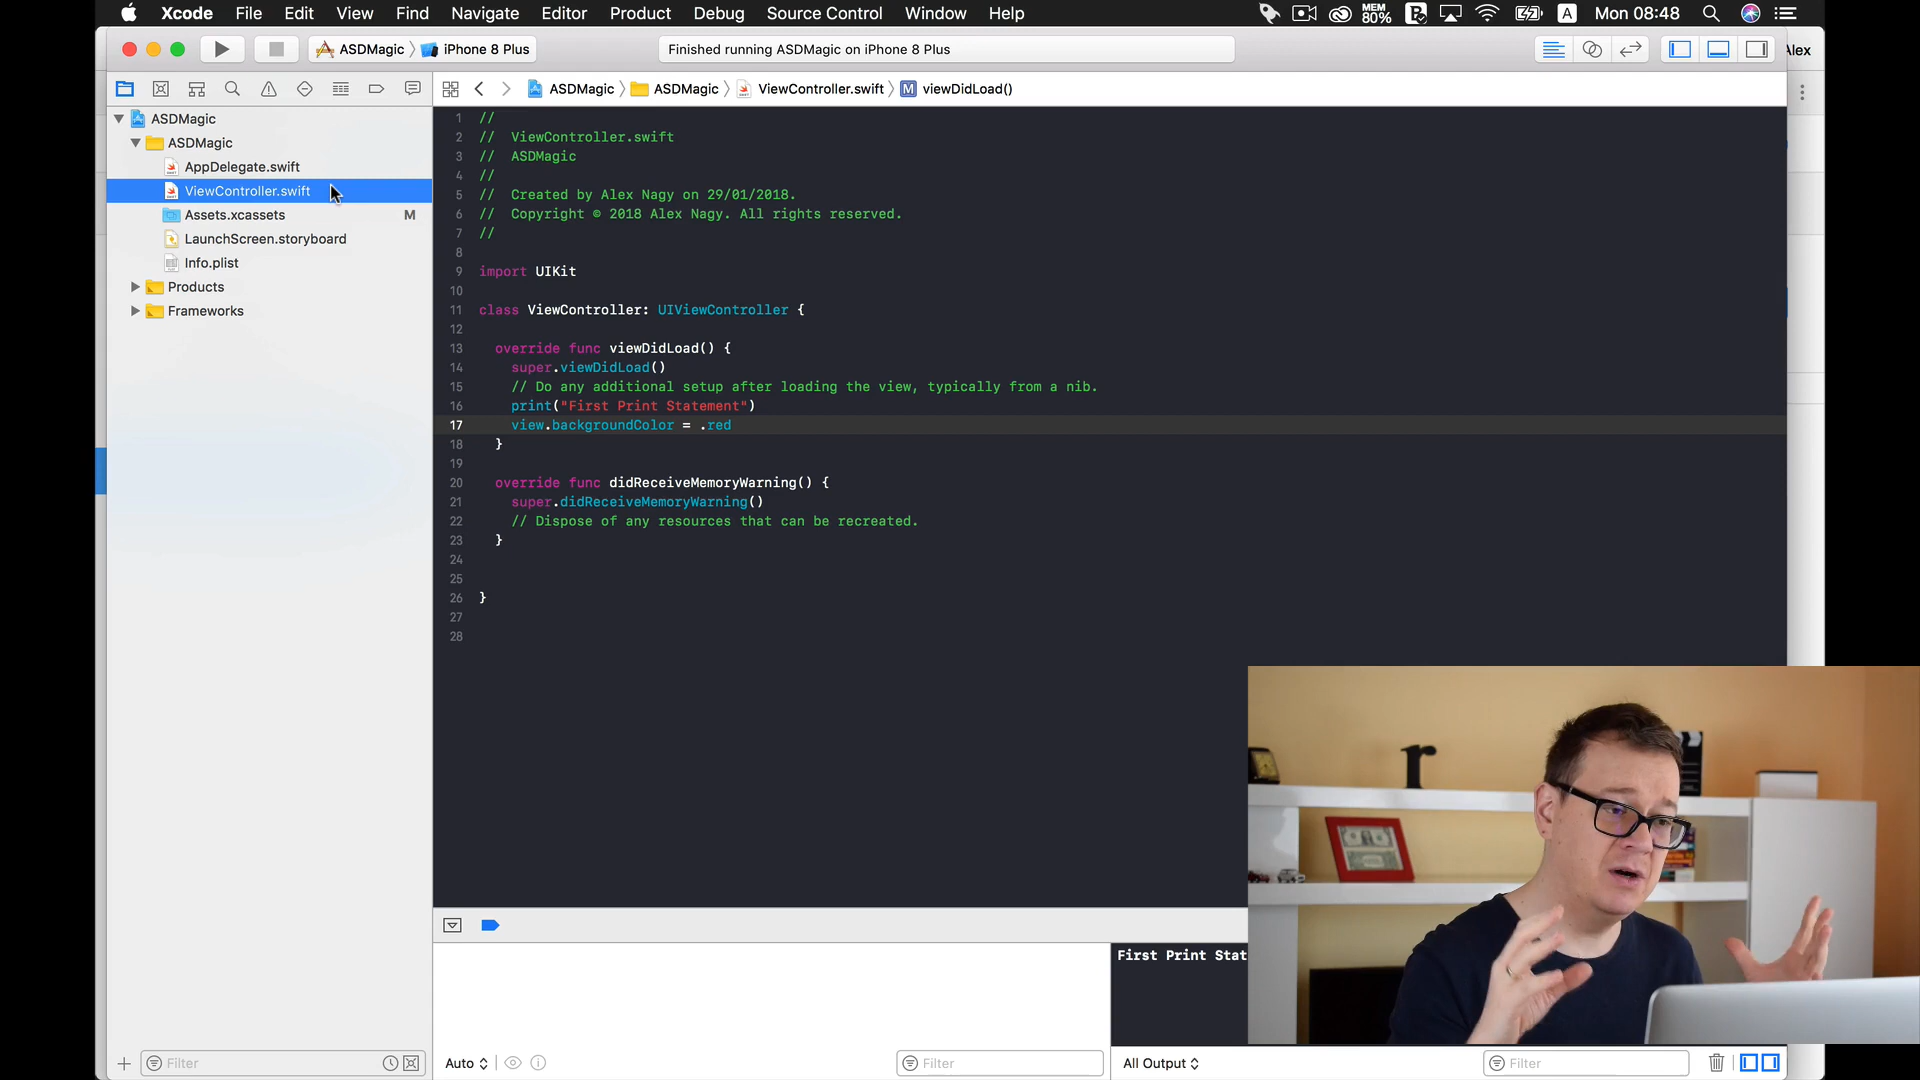 Xcode File Edit View Find Navigate Editor Product Debug Source Control Window Help MEM 80% A Mon 08:48
ASDMagic iPhone 8 Plus Finished running ASDMagic on iPhone 8 Plus Alex
ASDMagic ASDMagic ViewController.swift M viewDidLoad()
ASDMagic
ASDMagic
AppDelegate.swift
ViewController.swift
Assets.xcassets M
LaunchScreen.storyboard
Info.plist
Products
Frameworks
1 //
2 // ViewController.swift
3 // ASDMagic
4 //
5 // Created by Alex Nagy on 29/01/2018.
6 // Copyright © 2018 Alex Nagy. All rights reserved.
7 //
8
9 import UIKit
10
11 class ViewController: UIViewController {
12
13 override func viewDidLoad() {
14 super.viewDidLoad()
15 // Do any additional setup after loading the view, typically from a nib.
16 print("First Print Statement")
17 view.backgroundColor = .red
18 }
19
20 override func didReceiveMemoryWarning() {
21 super.didReceiveMemoryWarning()
22 // Dispose of any resources that can be recreated.
23 }
24
25
26 }
27
28
First Print Stat
Filter Auto Filter All Output Filter